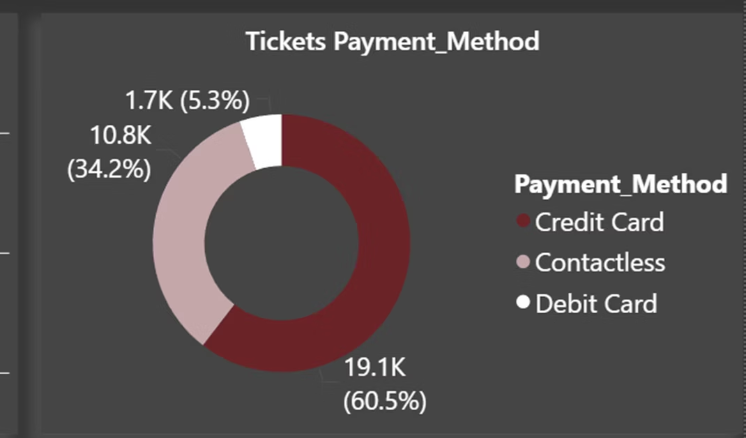 Tickets Payment_Method
1.7K (5.3%)
10.8K
(34.2%)
Payment_Method
Credit Card
Contactless
Debit Card
19.1K
(60.5%)